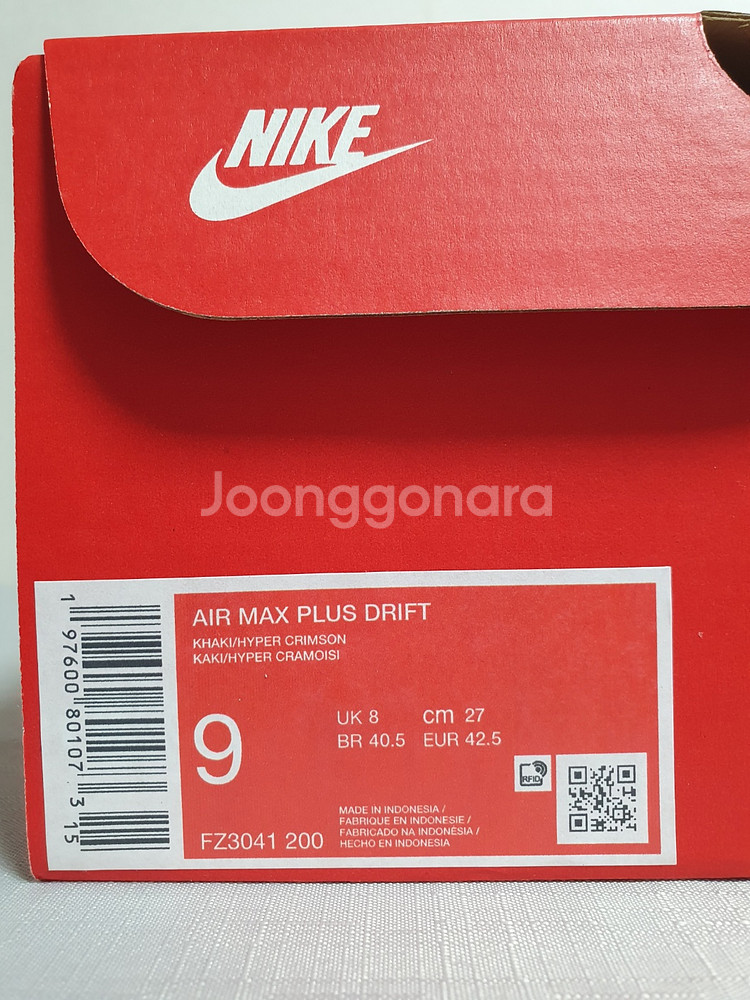 NIKE
Joonggonara
1 97600 80107 3 15
AIR MAX PLUS DRIFT
KHAKI/HYPER CRIMSON
KAKI/HYPER CRAMOISI
9
UK 8 cm 27
BR 40.5 EUR 42.5
RFID
FZ3041 200
MADE IN INDONESIA /
FABRIQUE EN INDONESIE /
FABRICADO NA INDONÉSIA /
HECHO EN INDONESIA